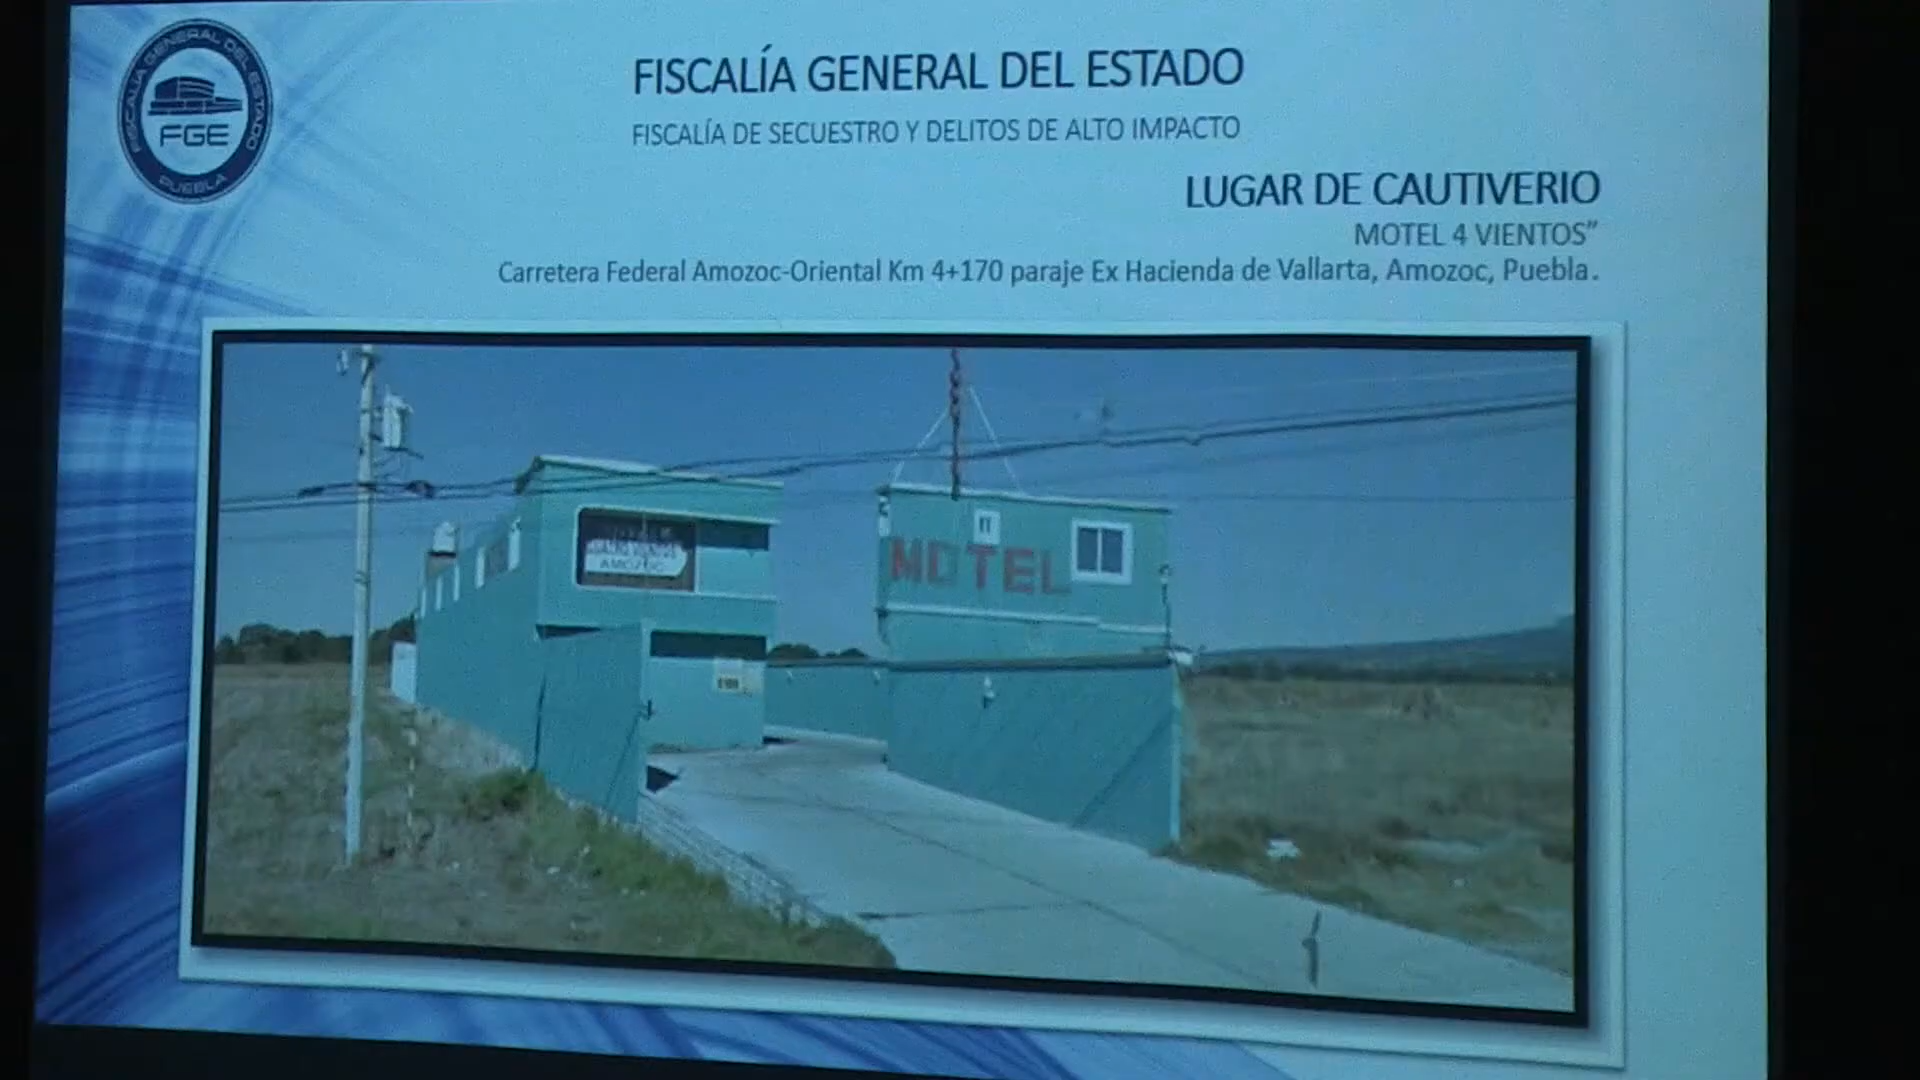 FISCALÍA GENERAL DEL ESTADO
FGE
PUEBLA
FISCALÍA GENERAL DEL ESTADO
FISCALÍA DE SECUESTRO Y DELITOS DE ALTO IMPACTO
LUGAR DE CAUTIVERIO
MOTEL 4 VIENTOS”
Carretera Federal Amozoc-Oriental Km 4+170 paraje Ex Hacienda de Vallarta, Amozoc, Puebla.
CUATRO VIENTOS
AMOZOC
MOTEL